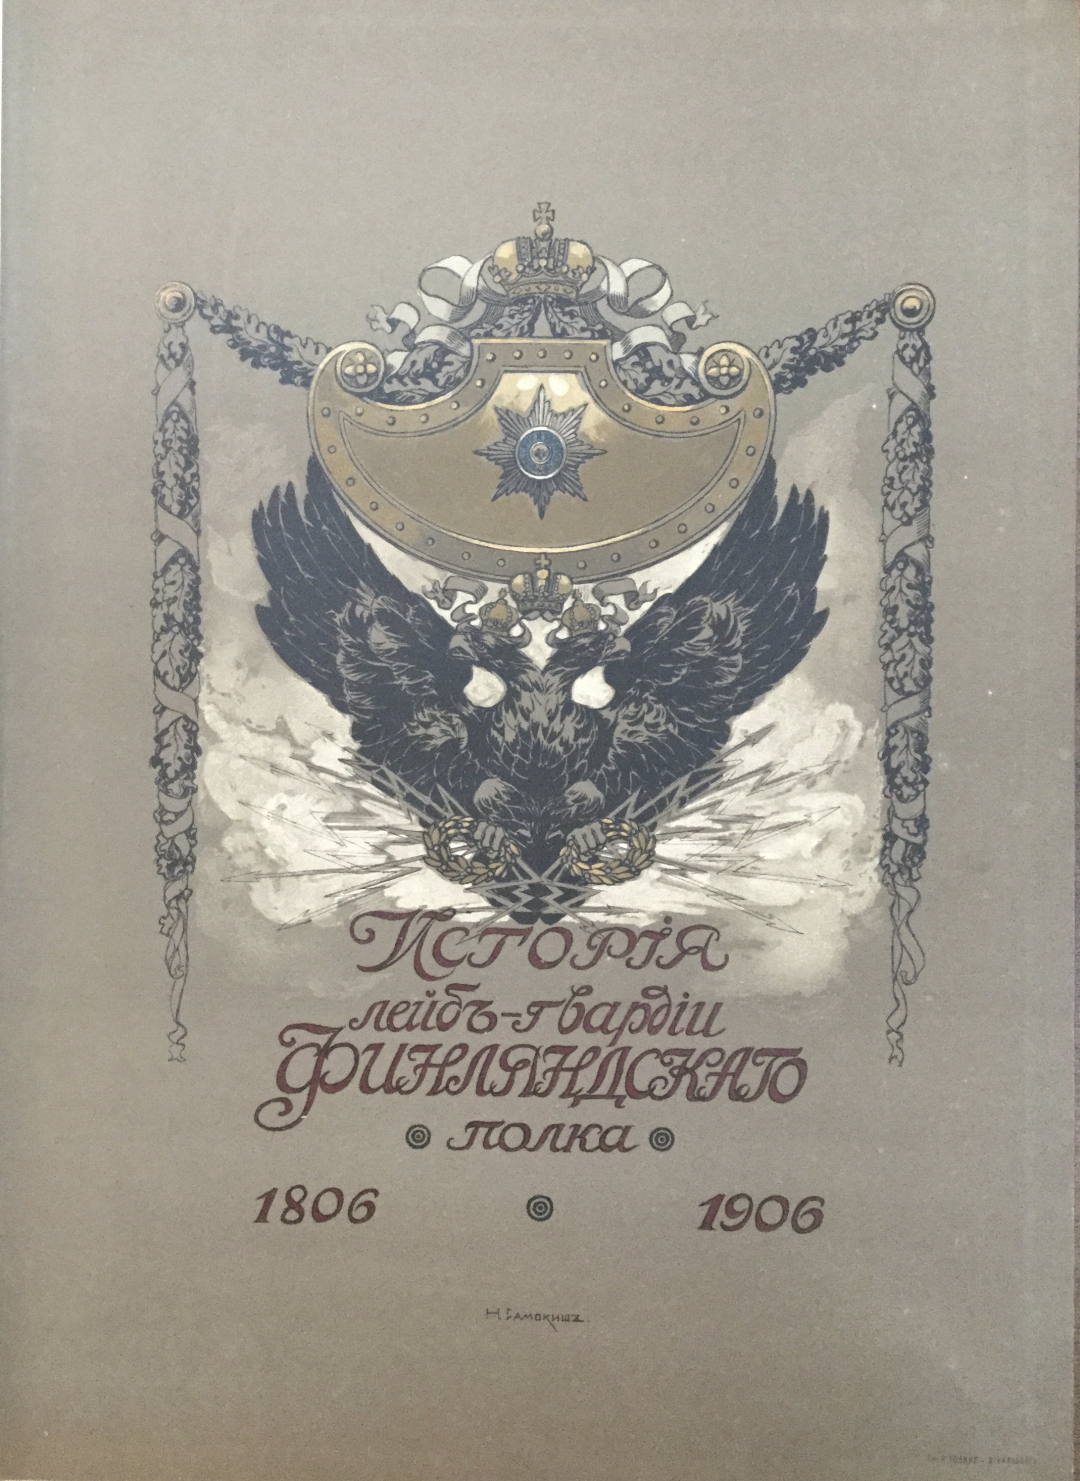 Исторія
лейбъ-гвардіи
Финляндскаго
полка
1806 1906
Н. Самокишъ.